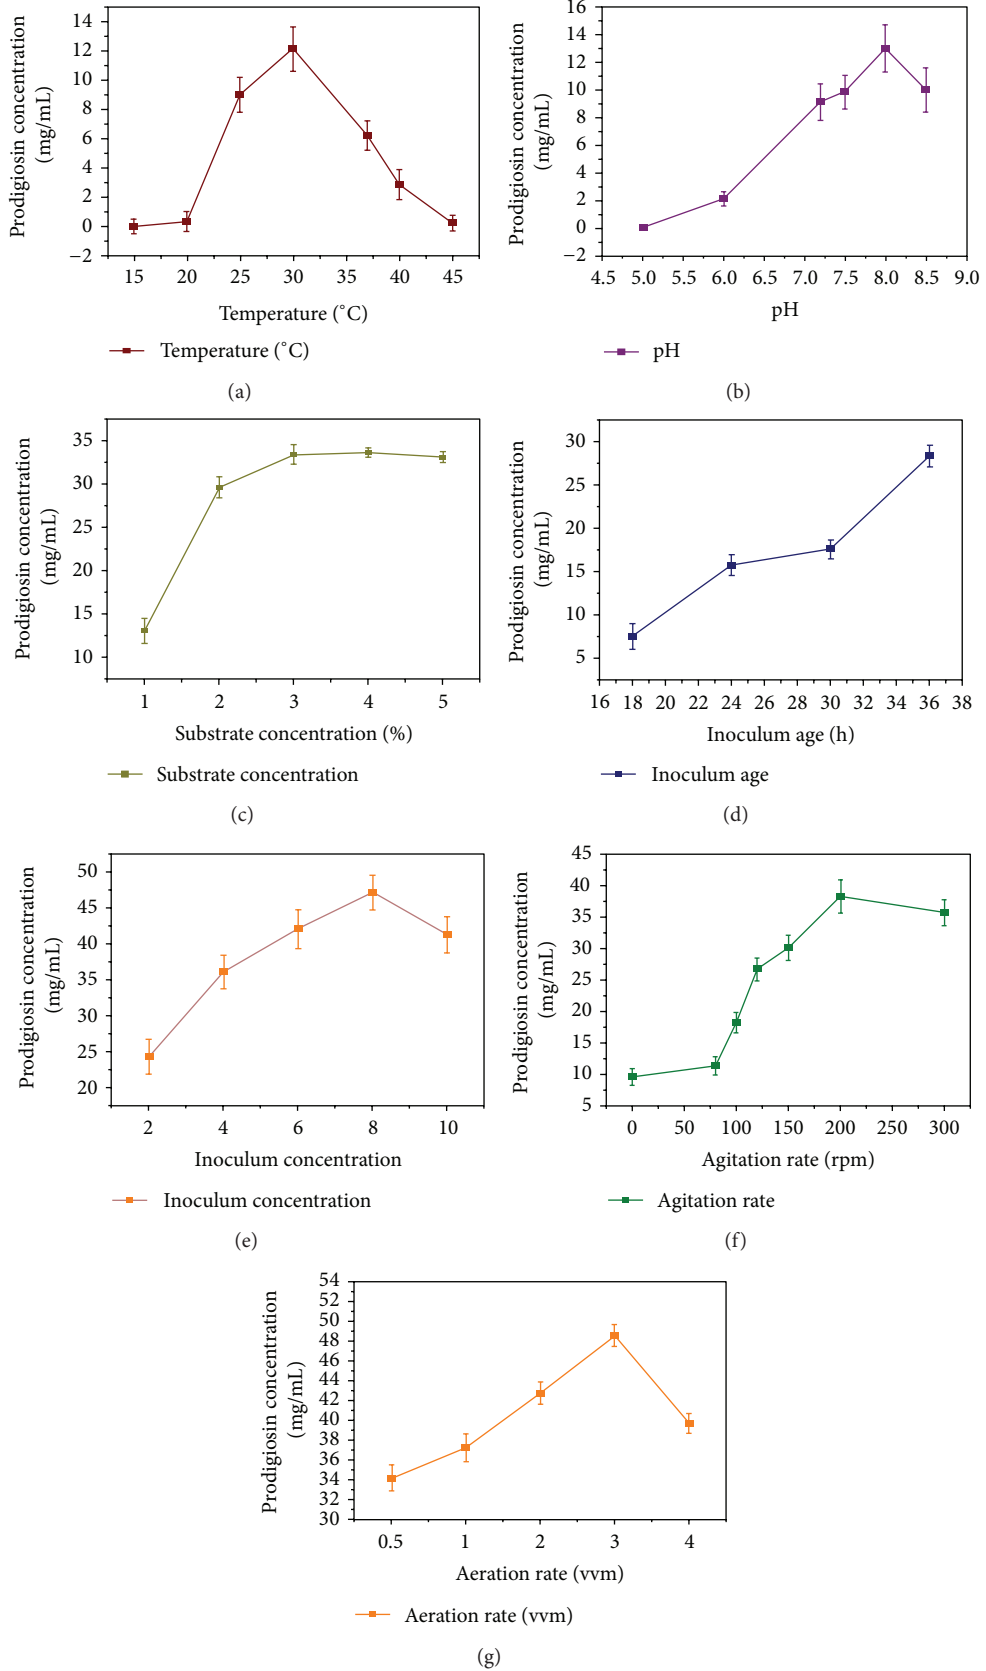 Prodigiosin concentration
(mg/mL)
14
12
10
8
6
4
2
0
−2
15 20 25 30 35 40 45
Temperature (˚C)
Temperature (˚C)
(a)
Prodigiosin concentration
(mg/mL)
16
14
12
10
8
6
4
2
0
−2
4.5 5.0 5.5 6.0 6.5 7.0 7.5 8.0 8.5 9.0
pH
pH
(b)
Prodigiosin concentration
(mg/mL)
35
30
25
20
15
10
1 2 3 4 5
Substrate concentration (%)
Substrate concentration
(c)
Prodigiosin concentration
(mg/mL)
30
25
20
15
10
5
16 18 20 22 24 26 28 30 32 34 36 38
Inoculum age (h)
Inoculum age
(d)
Prodigiosin concentration
(mg/mL)
50
45
40
35
30
25
20
2 4 6 8 10
Inoculum concentration
Inoculum concentration
(e)
Prodigiosin concentration
(mg/mL)
45
40
35
30
25
20
15
10
5
0 50 100 150 200 250 300
Agitation rate (rpm)
Agitation rate
(f)
Prodigiosin concentration
(mg/mL)
54
52
50
48
46
44
42
40
38
36
34
32
30
0.5 1 2 3 4
Aeration rate (vvm)
Aeration rate (vvm)
(g)